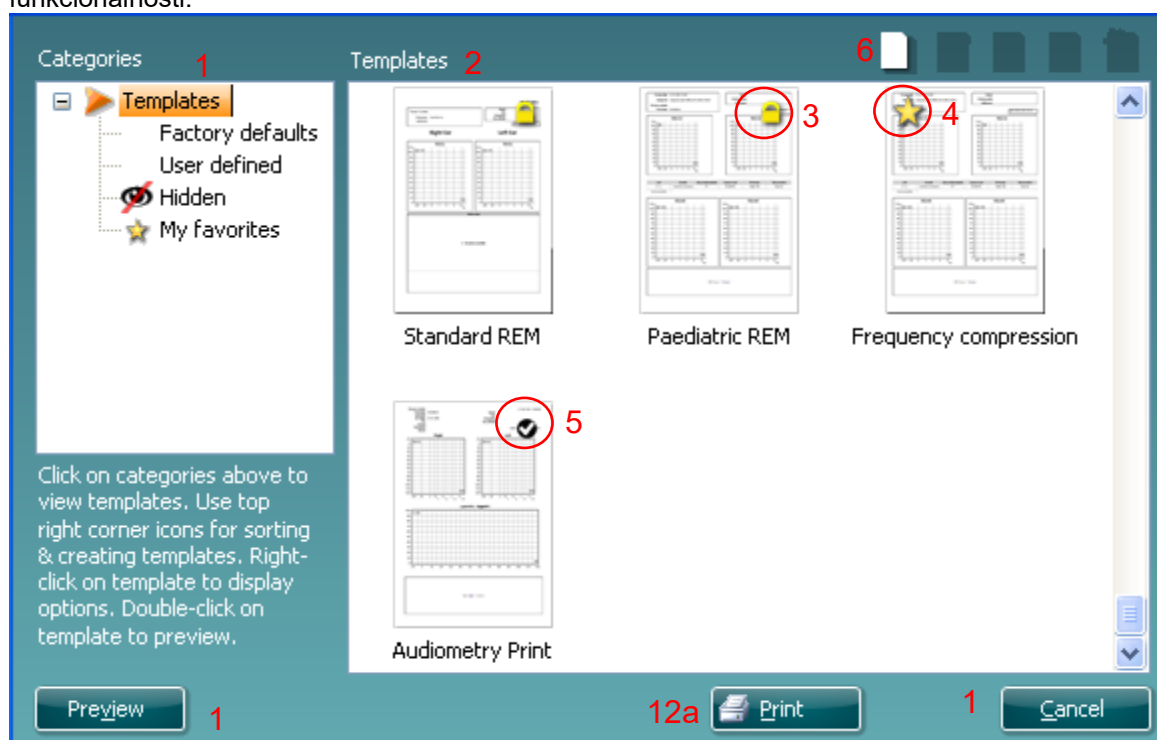 funkcionalnosti.
Categories 1
Templates 2
6
Templates
Factory defaults
User defined
Hidden
My favorites
3
4
Standard REM
Paediatric REM
Frequency compression
5
Audiometry Print
Click on categories above to
view templates. Use top
right corner icons for sorting
& creating templates. Right-
click on template to display
options. Double-click on
template to preview.
Preview 1
12a Print
1 Cancel